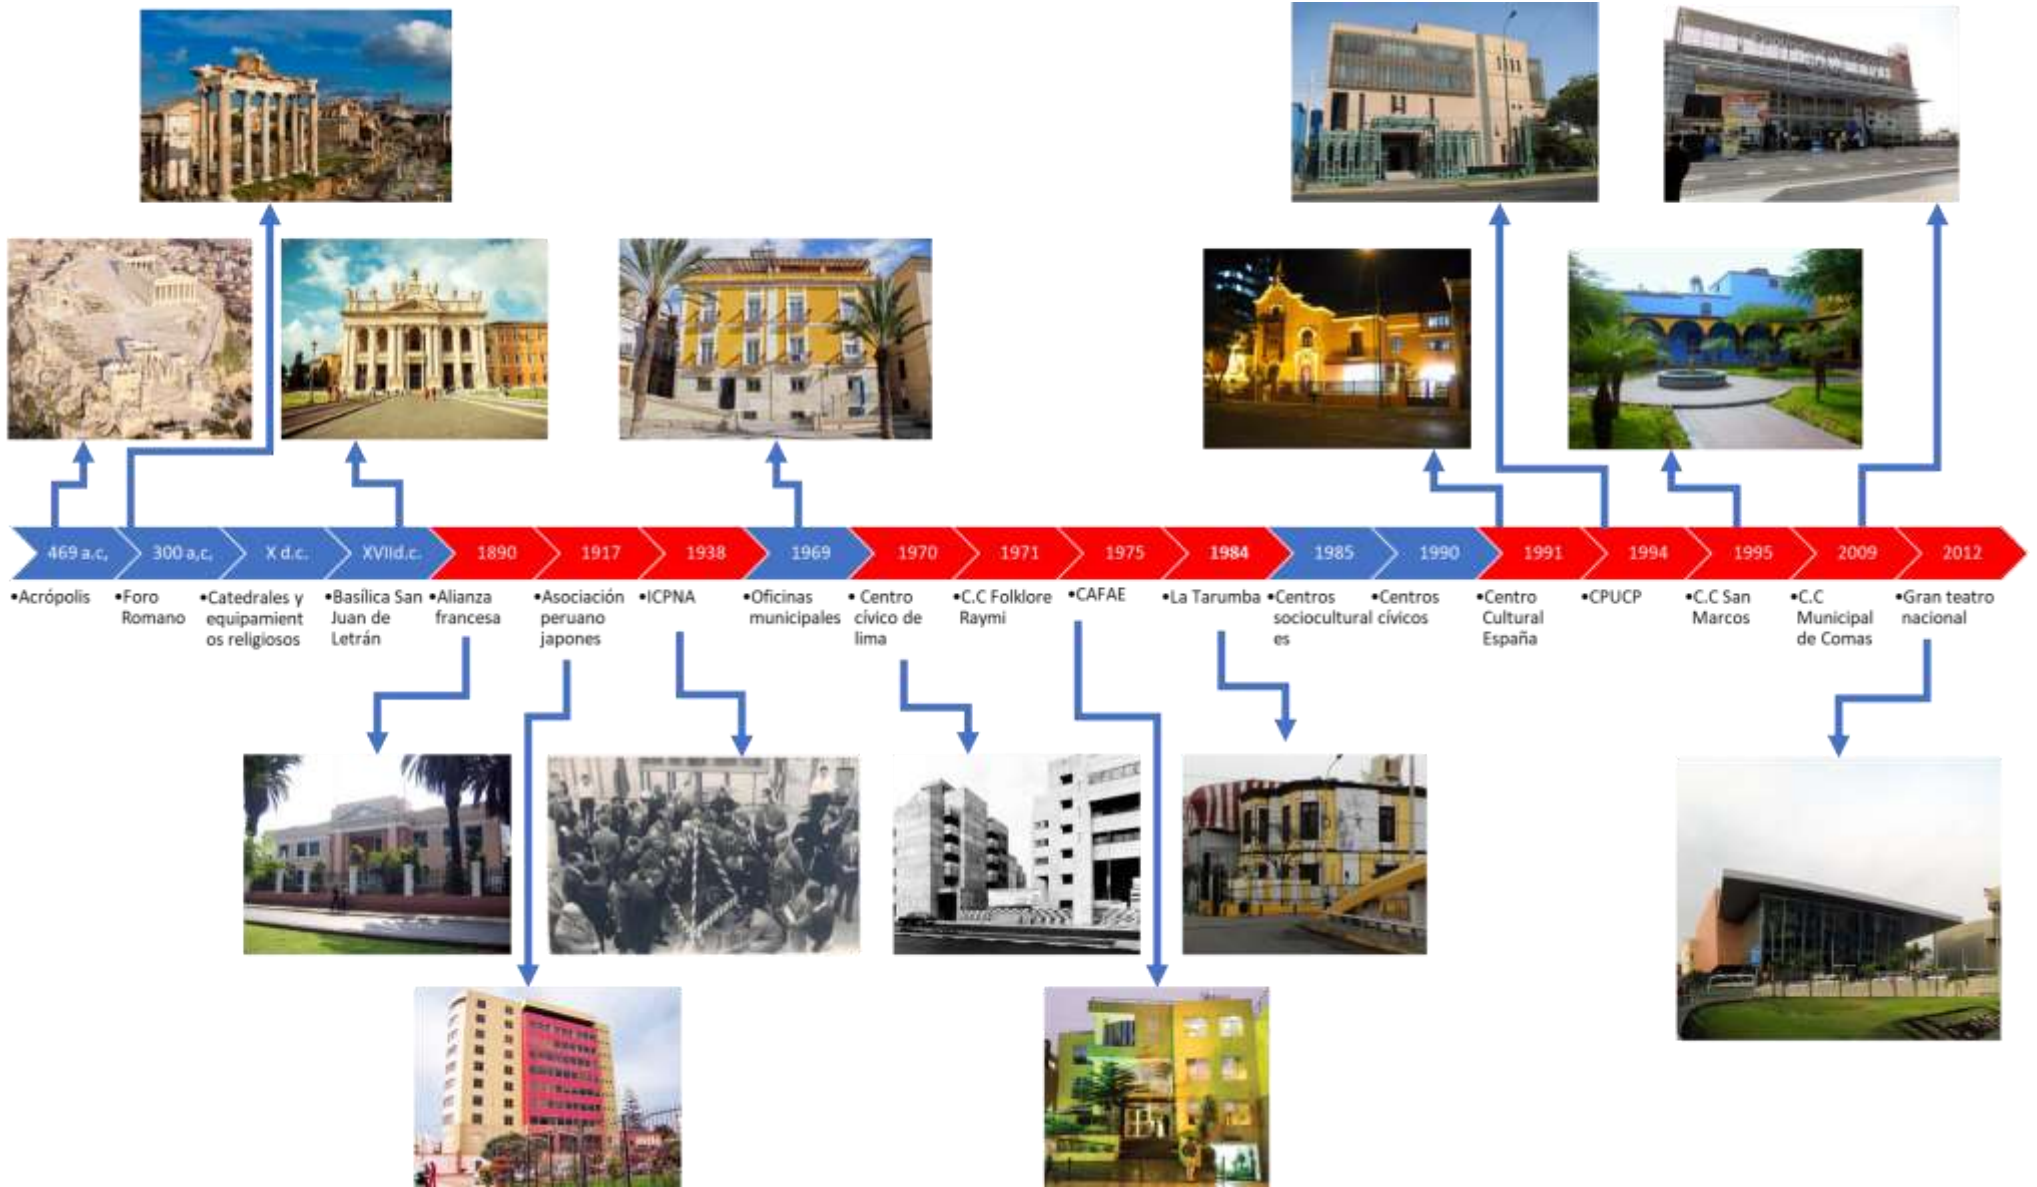 469 a.c,
300 a,c,
X d.c.
XVIId.c.
1890
1917
1938
1969
1970
1971
1975
1984
1985
1990
1991
1994
1995
2009
2012
•Acrópolis
•Foro
Romano
•Catedrales y
equipamient
os religiosos
•Basílica San
Juan de
Letrán
•Alianza
francesa
•Asociación
peruano
japones
•ICPNA
•Oficinas
municipales
• Centro
cívico de
lima
•C.C Folklore
Raymi
•CAFAE
•La Tarumba
•Centros
sociocultural
es
•Centros
cívicos
•Centro
Cultural
España
•CPUCP
•C.C San
Marcos
•C.C
Municipal
de Comas
•Gran teatro
nacional